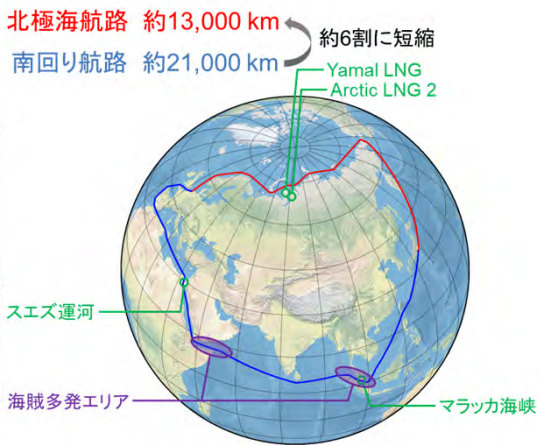 北極海航路 約13,000 km
南回り航路 約21,000 km
約6割に短縮
Yamal LNG
Arctic LNG 2
スエズ運河
海賊多発エリア
マラッカ海峡